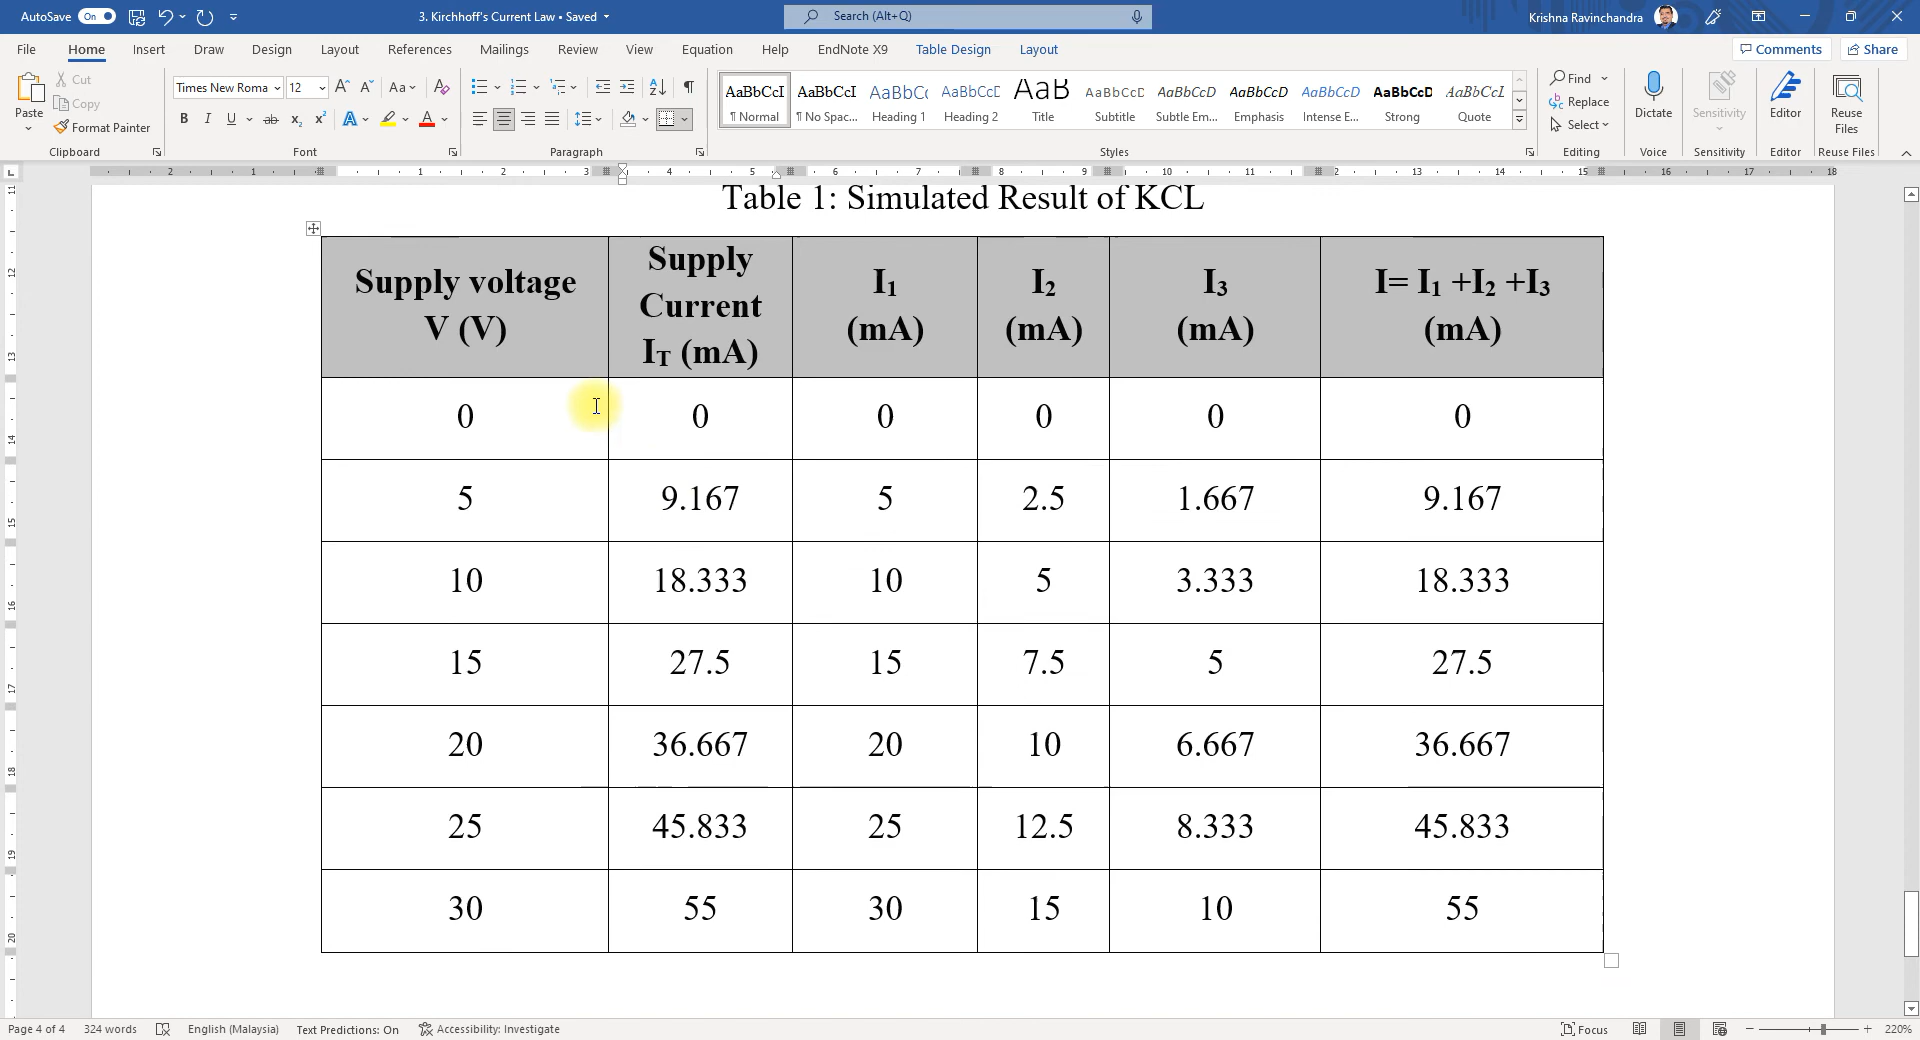 AutoSave On 3. Kirchhoff's Current Law • Saved Search (Alt+Q) Krishna Ravinchandra
File Home Insert Draw Design Layout References Mailings Review View Equation Help EndNote X9 Table Design Layout Comments Share
Paste
Cut
Copy
Format Painter
Clipboard
Times New Roma 12
Font
Paragraph
AaBbCcI AaBbCcI AaBbCc AaBbCcD AaB AaBbCcD AaBbCcD AaBbCcD AaBbCcD AaBbCcD AaBbCcL
¶ Normal ¶ No Spac... Heading 1 Heading 2 Title Subtitle Subtle Em... Emphasis Intense E... Strong Quote
Styles
Find
Replace
Select
Editing
Dictate
Voice
Sensitivity
Sensitivity
Editor
Editor
Reuse
Files
Reuse Files
Table 1: Simulated Result of KCL
Supply voltage
V (V)
Supply
Current
I_T (mA)
I₁
(mA)
I₂
(mA)
I₃
(mA)
I= I₁ +I₂ +I₃
(mA)
0 0 0 0 0 0
5 9.167 5 2.5 1.667 9.167
10 18.333 10 5 3.333 18.333
15 27.5 15 7.5 5 27.5
20 36.667 20 10 6.667 36.667
25 45.833 25 12.5 8.333 45.833
30 55 30 15 10 55
Page 4 of 4 324 words English (Malaysia) Text Predictions: On Accessibility: Investigate Focus 220%